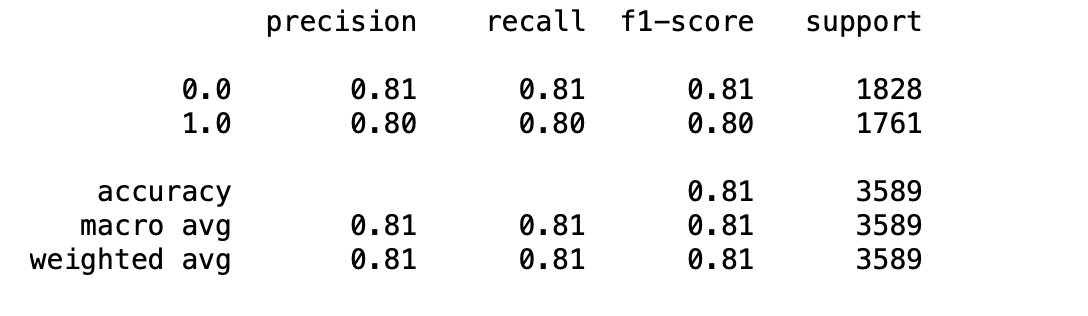 precision recall f1-score support
0.0 0.81 0.81 0.81 1828
1.0 0.80 0.80 0.80 1761
accuracy 0.81 3589
macro avg 0.81 0.81 0.81 3589
weighted avg 0.81 0.81 0.81 3589